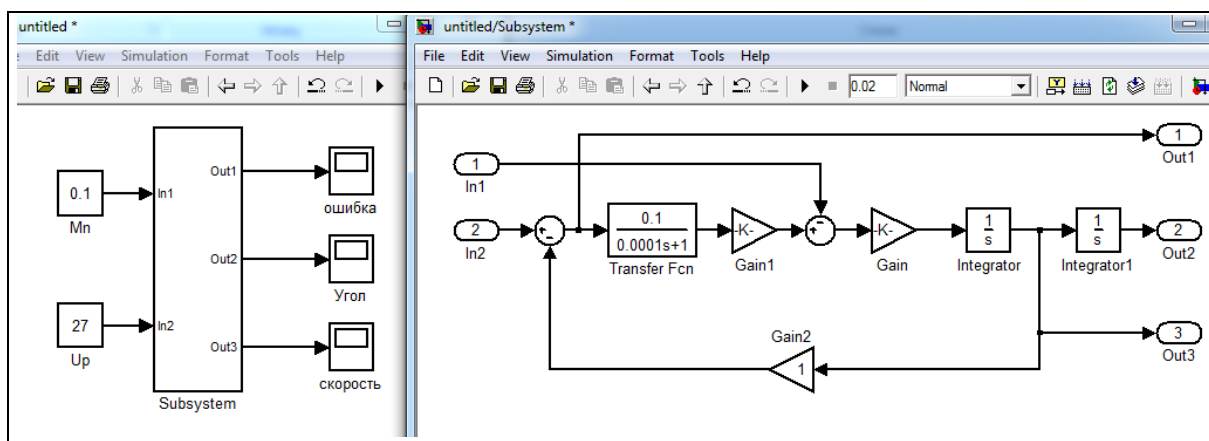 untitled *
Edit View Simulation Format Tools Help
0.1
Mn
27
Up
In1
In2
Out1
Out2
Out3
Subsystem
ошибка
Угол
скорость
untitled/Subsystem *
File Edit View Simulation Format Tools Help
0.02 Normal
1
In1
2
In2
0.1
0.0001s+1
Transfer Fcn
-K-
Gain1
-K-
Gain
1
s
Integrator
1
s
Integrator1
1
Out1
2
Out2
3
Out3
Gain2
1